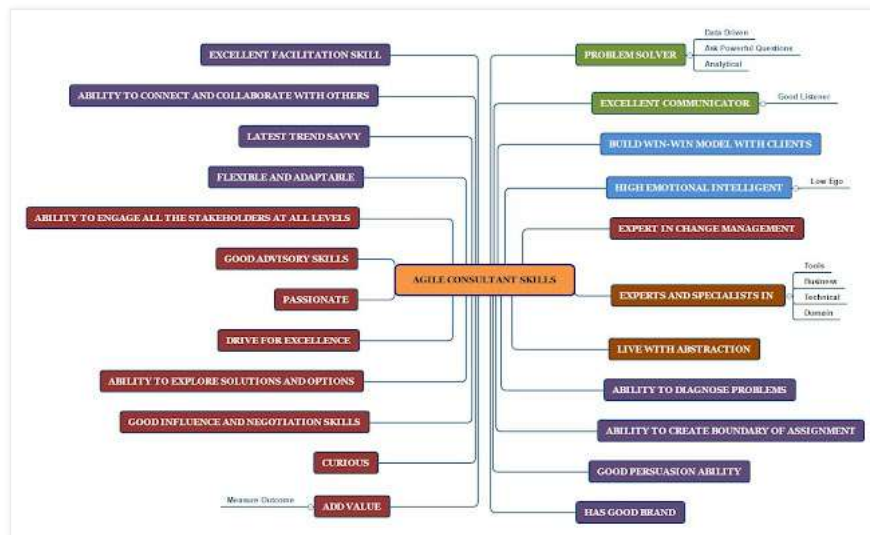 EXCELLENT FACILITATION SKILL
ABILITY TO CONNECT AND COLLABORATE WITH OTHERS
LATEST TREND SAVVY
FLEXIBLE AND ADAPTABLE
ABILITY TO ENGAGE ALL THE STAKEHOLDERS AT ALL LEVELS
GOOD ADVISORY SKILLS
PASSIONATE
DRIVE FOR EXCELLENCE
ABILITY TO EXPLORE SOLUTIONS AND OPTIONS
GOOD INFLUENCE AND NEGOTIATION SKILLS
CURIOUS
Measure Outcome
ADD VALUE
AGILE CONSULTANT SKILLS
PROBLEM SOLVER
Data Driven
Ask Powerful Questions
Analytical
EXCELLENT COMMUNICATOR
Good Listener
BUILD WIN-WIN MODEL WITH CLIENTS
HIGH EMOTIONAL INTELLIGENT
Low Ego
EXPERT IN CHANGE MANAGEMENT
EXPERTS AND SPECIALISTS IN
Tools
Business
Technical
Domain
LIVE WITH ABSTRACTION
ABILITY TO DIAGNOSE PROBLEMS
ABILITY TO CREATE BOUNDARY OF ASSIGNMENT
GOOD PERSUASION ABILITY
HAS GOOD BRAND